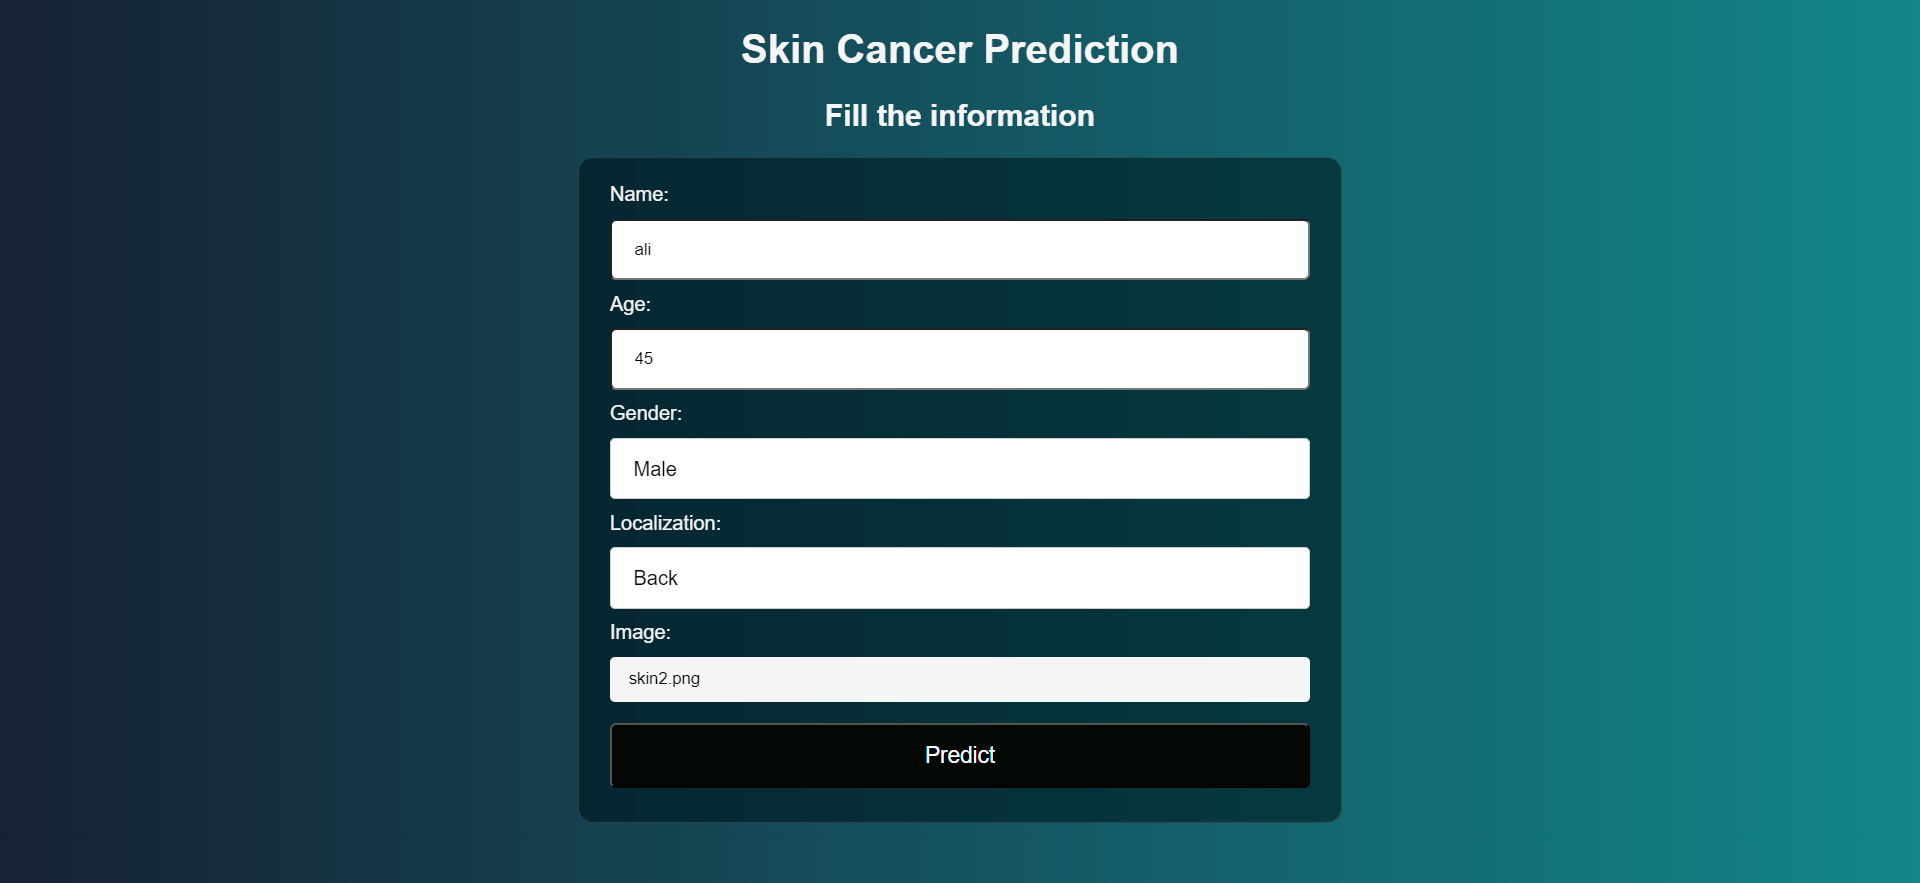 Skin Cancer Prediction
Fill the information
Name:
ali
Age:
45
Gender:
Male
Localization:
Back
Image:
skin2.png
Predict